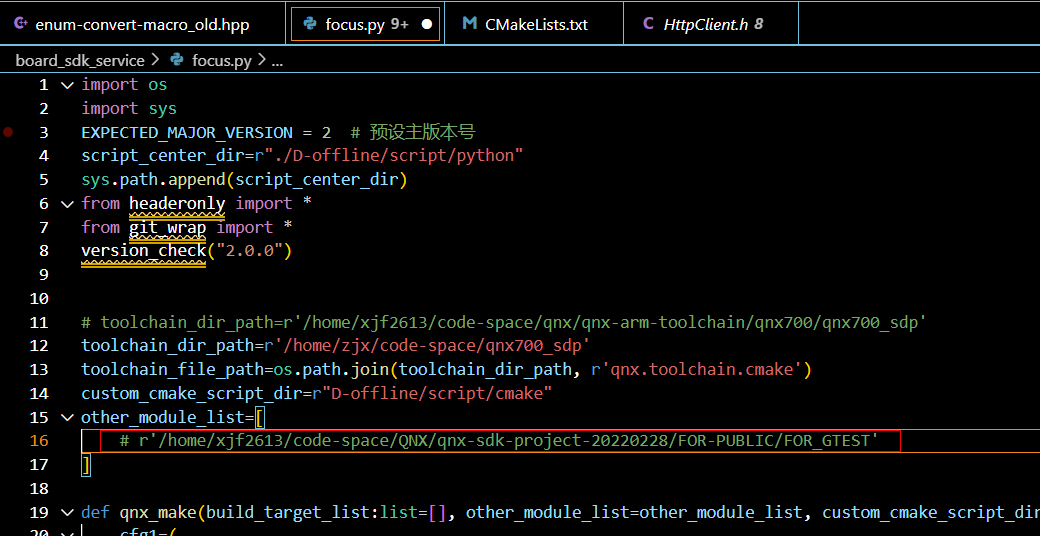 enum-convert-macro_old.hpp focus.py 9+ CMakeLists.txt HttpClient.h 8
board_sdk_service > focus.py > ...
1 import os
2 import sys
3 EXPECTED_MAJOR_VERSION = 2  # 预设主版本号
4 script_center_dir=r"./D-offline/script/python"
5 sys.path.append(script_center_dir)
6 from headeronly import *
7 from git_wrap import *
8 version_check("2.0.0")
9
10
11 # toolchain_dir_path=r'/home/xjf2613/code-space/qnx/qnx-arm-toolchain/qnx700/qnx700_sdp'
12 toolchain_dir_path=r'/home/zjx/code-space/qnx700_sdp'
13 toolchain_file_path=os.path.join(toolchain_dir_path, r'qnx.toolchain.cmake')
14 custom_cmake_script_dir=r"D-offline/script/cmake"
15 other_module_list=[
16     # r'/home/xjf2613/code-space/QNX/qnx-sdk-project-20220228/FOR-PUBLIC/FOR_GTEST'
17 ]
18
19 def qnx_make(build_target_list:list=[], other_module_list=other_module_list, custom_cmake_script_dir
20     cfg1=(